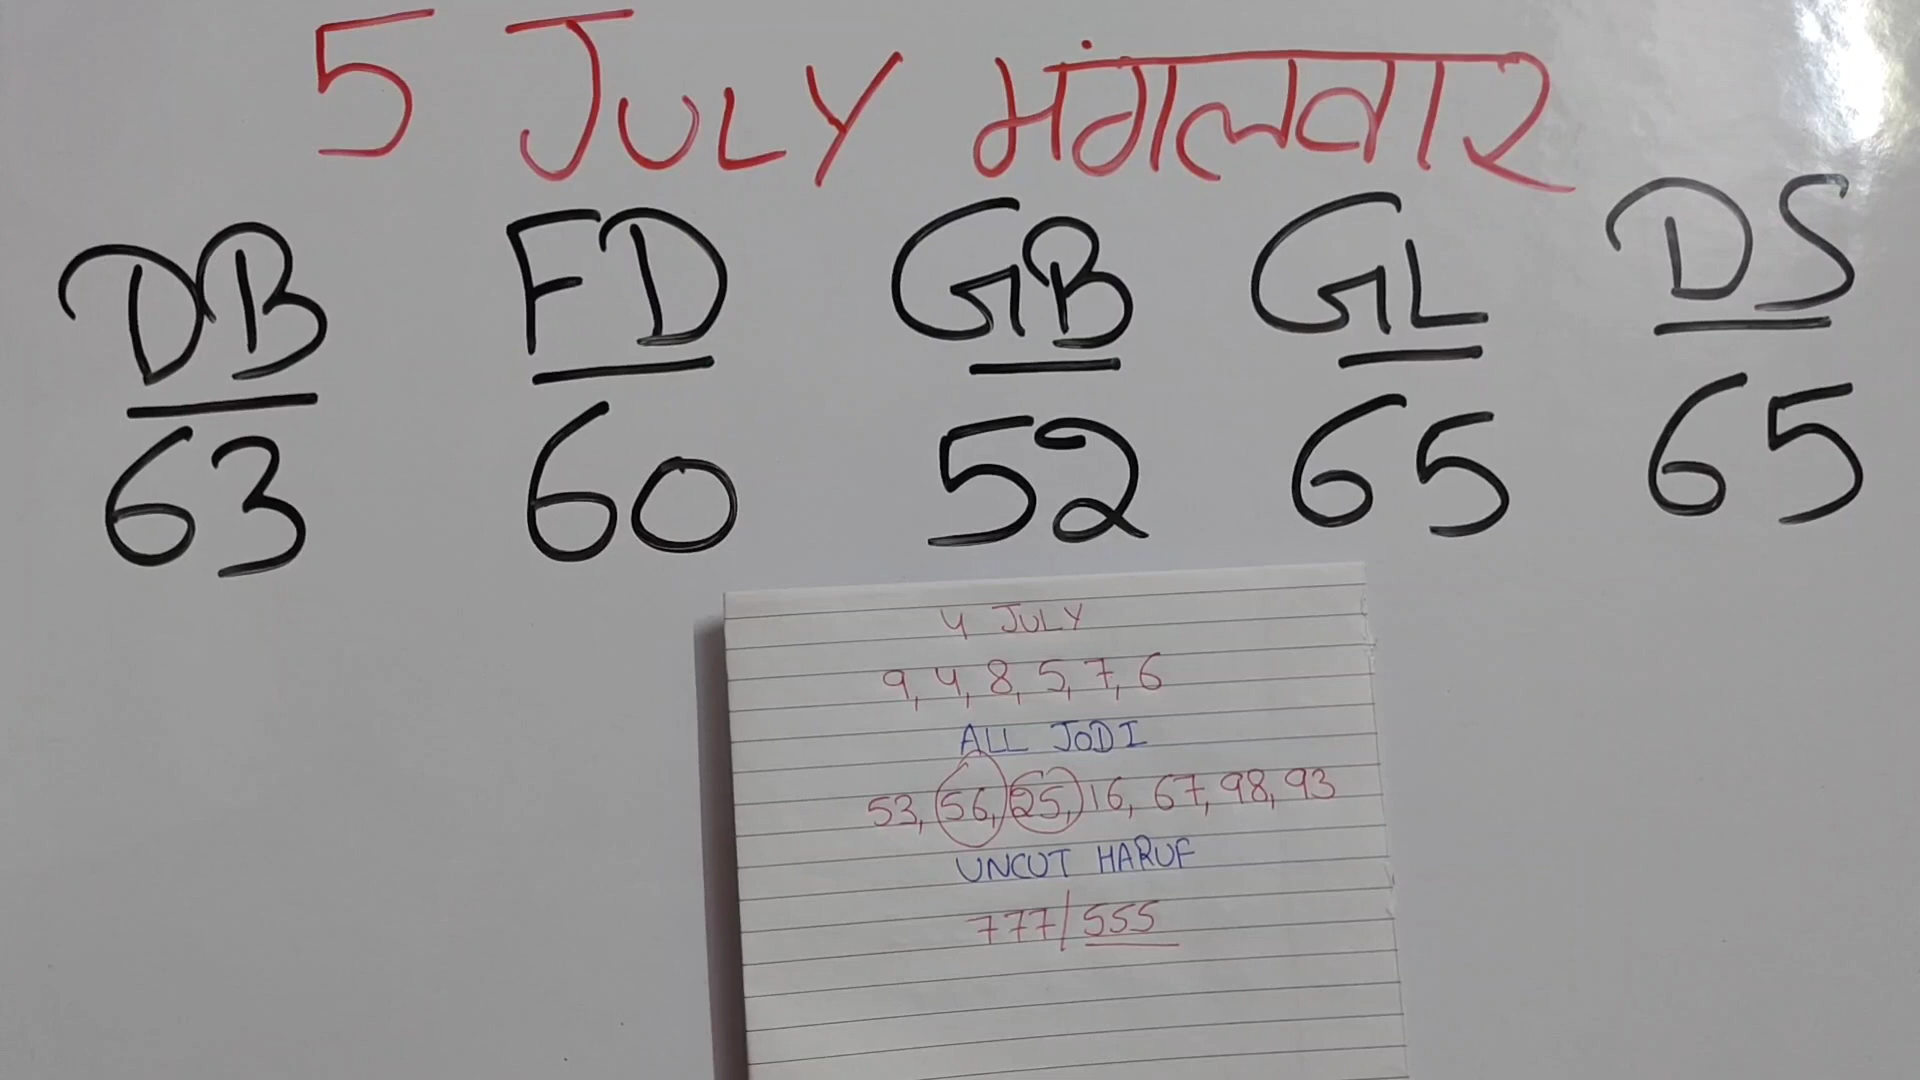 5 JULY मंगलवार
DB FD GB GL DS
63 60 52 65 65
4 JULY
9, 4, 8, 5, 7, 6
ALL JODI
53, 56, 25, 16, 67, 98, 93
UNCUT HARUF
777/555